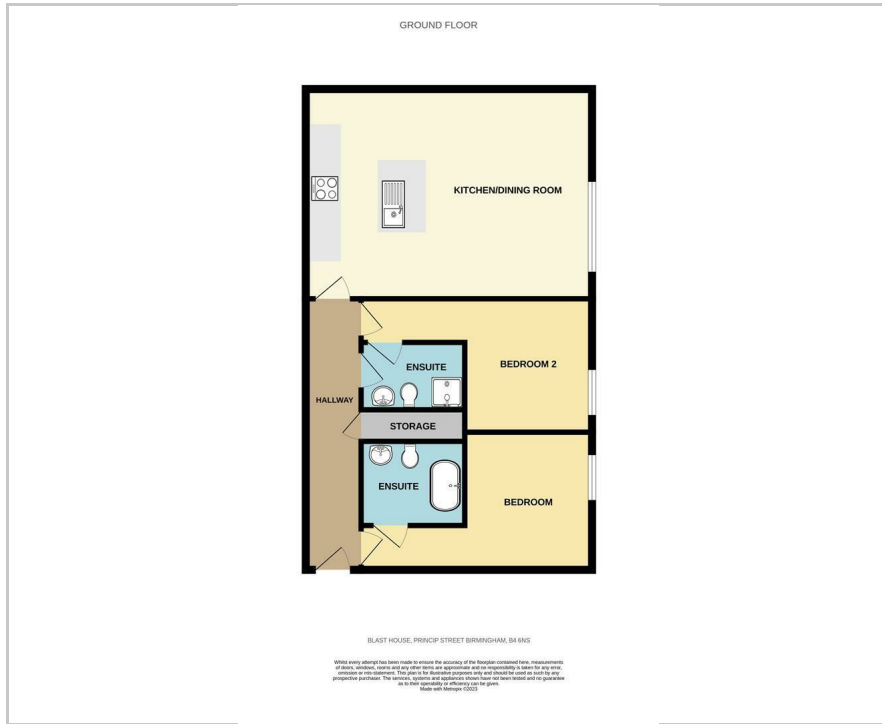 GROUND FLOOR
KITCHEN/DINING ROOM
BEDROOM 2
ENSUITE
HALLWAY
STORAGE
ENSUITE
BEDROOM
BLAST HOUSE, PRINCIP STREET BIRMINGHAM, B4 6NS
Whilst every attempt has been made to ensure the accuracy of the floorplan contained here, measurements
of doors, windows, rooms and any other items are approximate and no responsibility is taken for any error,
omission or mis-statement. This plan is for illustrative purposes only and should be used as such by any
prospective purchaser. The services, systems and appliances shown have not been tested and no guarantee
as to their operability or efficiency can be given.
Made with Metropix ©2023